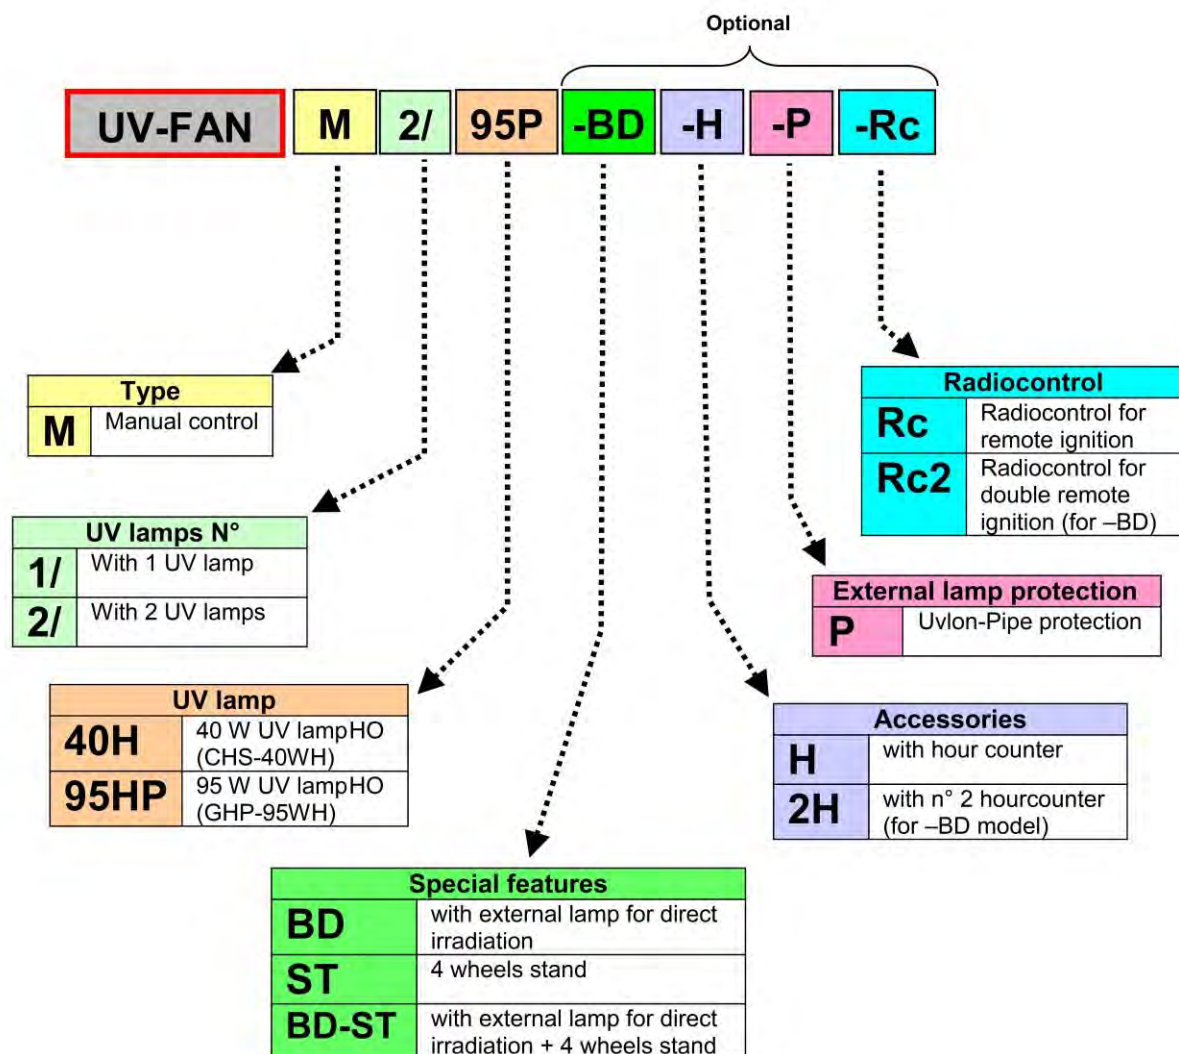 Optional
UV-FAN M 2/ 95P -BD -H -P -Rc
Type
M Manual control
Radiocontrol
Rc Radiocontrol for
remote ignition
Rc2 Radiocontrol for
double remote
ignition (for –BD)
UV lamps N°
1/ With 1 UV lamp
2/ With 2 UV lamps
External lamp protection
P Uvlon-Pipe protection
UV lamp
40H 40 W UV lampHO
(CHS-40WH)
95HP 95 W UV lampHO
(GHP-95WH)
Accessories
H with hour counter
2H with n° 2 hourcounter
(for –BD model)
Special features
BD with external lamp for direct
irradiation
ST 4 wheels stand
BD-ST with external lamp for direct
irradiation + 4 wheels stand